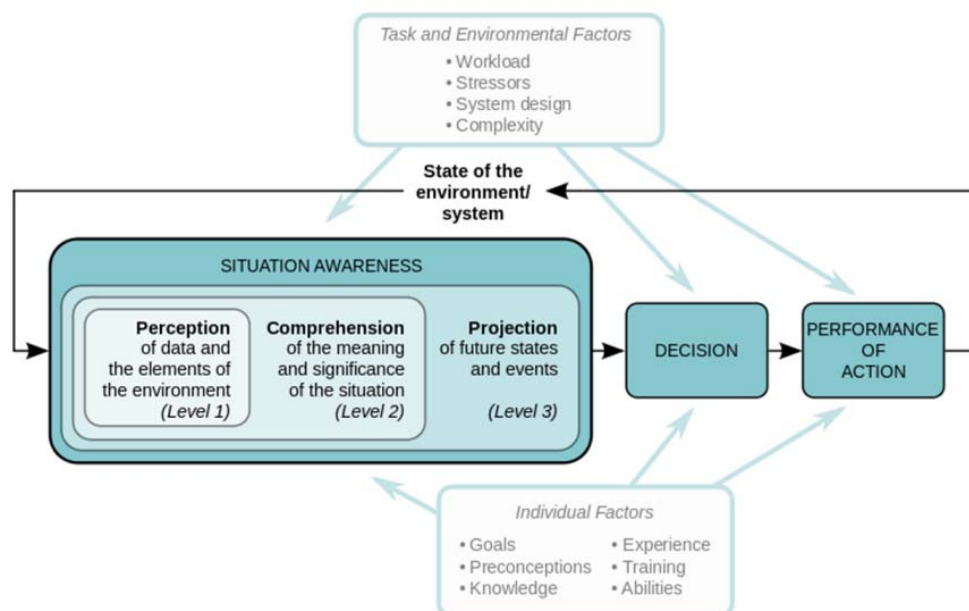 Task and Environmental Factors
• Workload
• Stressors
• System design
• Complexity
State of the
environment/
system
SITUATION AWARENESS
Perception
of data and
the elements of
the environment
(Level 1)
Comprehension
of the meaning
and significance
of the situation
(Level 2)
Projection
of future states
and events
(Level 3)
DECISION
PERFORMANCE
OF
ACTION
Individual Factors
• Goals
• Preconceptions
• Knowledge
• Experience
• Training
• Abilities